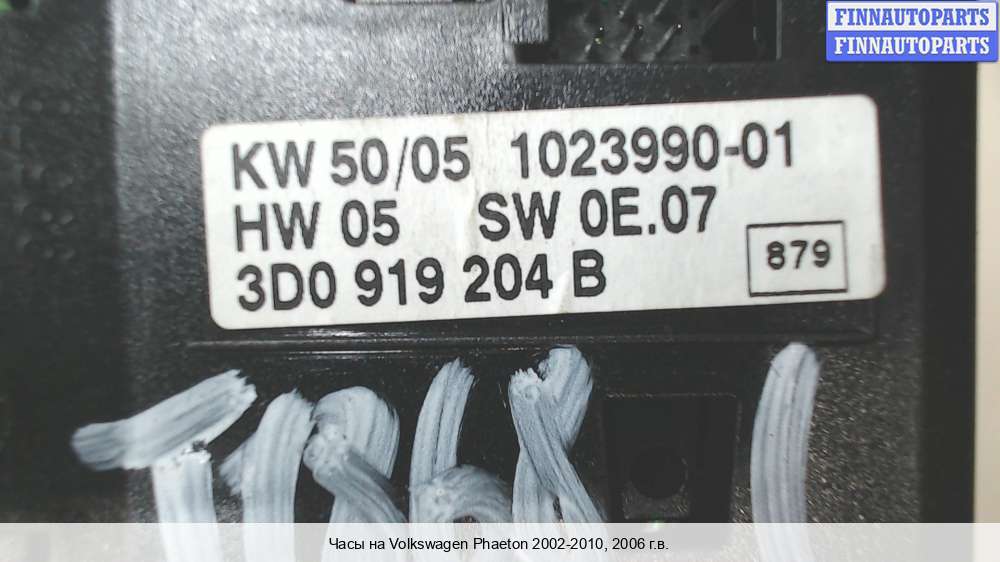 FINNAUTOPARTS
FINNAUTOPARTS
KW 50/05 1023990-01
HW 05 SW 0E.07
3D0 919 204 B 879
Часы на Volkswagen Phaeton 2002-2010, 2006 г.в.